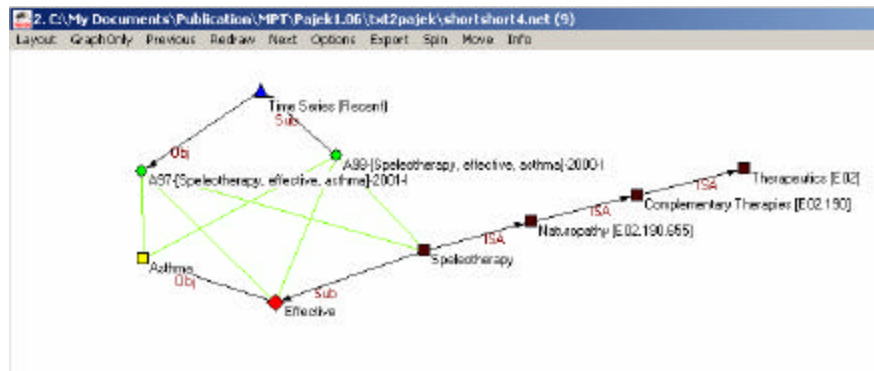 2. C:\My Documents\Publication\MPT\Pajek1.06\txt2pajek\shortshort4.net (9)
Layout GraphOnly Previous Redraw Next Options Export Spin Move Info
Time Series (Recent)
Sub
Obj
A99-[Speleotherapy, effective, asthma]-2000-I
A97-[Speleotherapy, effective, asthma]-2001-I
Therapeutics [E02]
ISA
Complementary Therapies [E02.190]
ISA
Naturopathy [E02.190.655]
ISA
Speleotherapy
Asthma
Obj
Sub
Effective